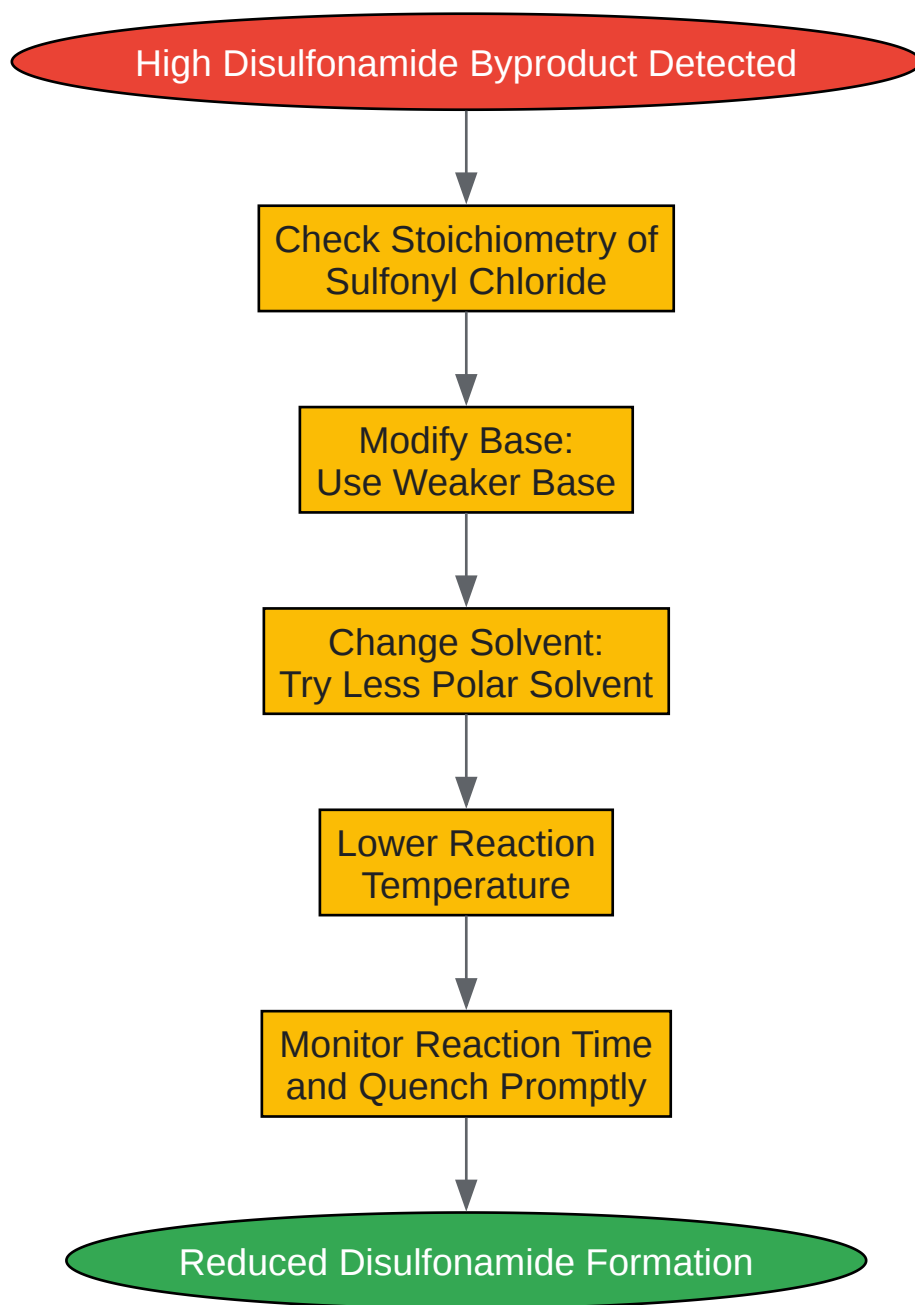 High Disulfonamide Byproduct Detected
Check Stoichiometry of
Sulfonyl Chloride
Modify Base:
Use Weaker Base
Change Solvent:
Try Less Polar Solvent
Lower Reaction
Temperature
Monitor Reaction Time
and Quench Promptly
Reduced Disulfonamide Formation